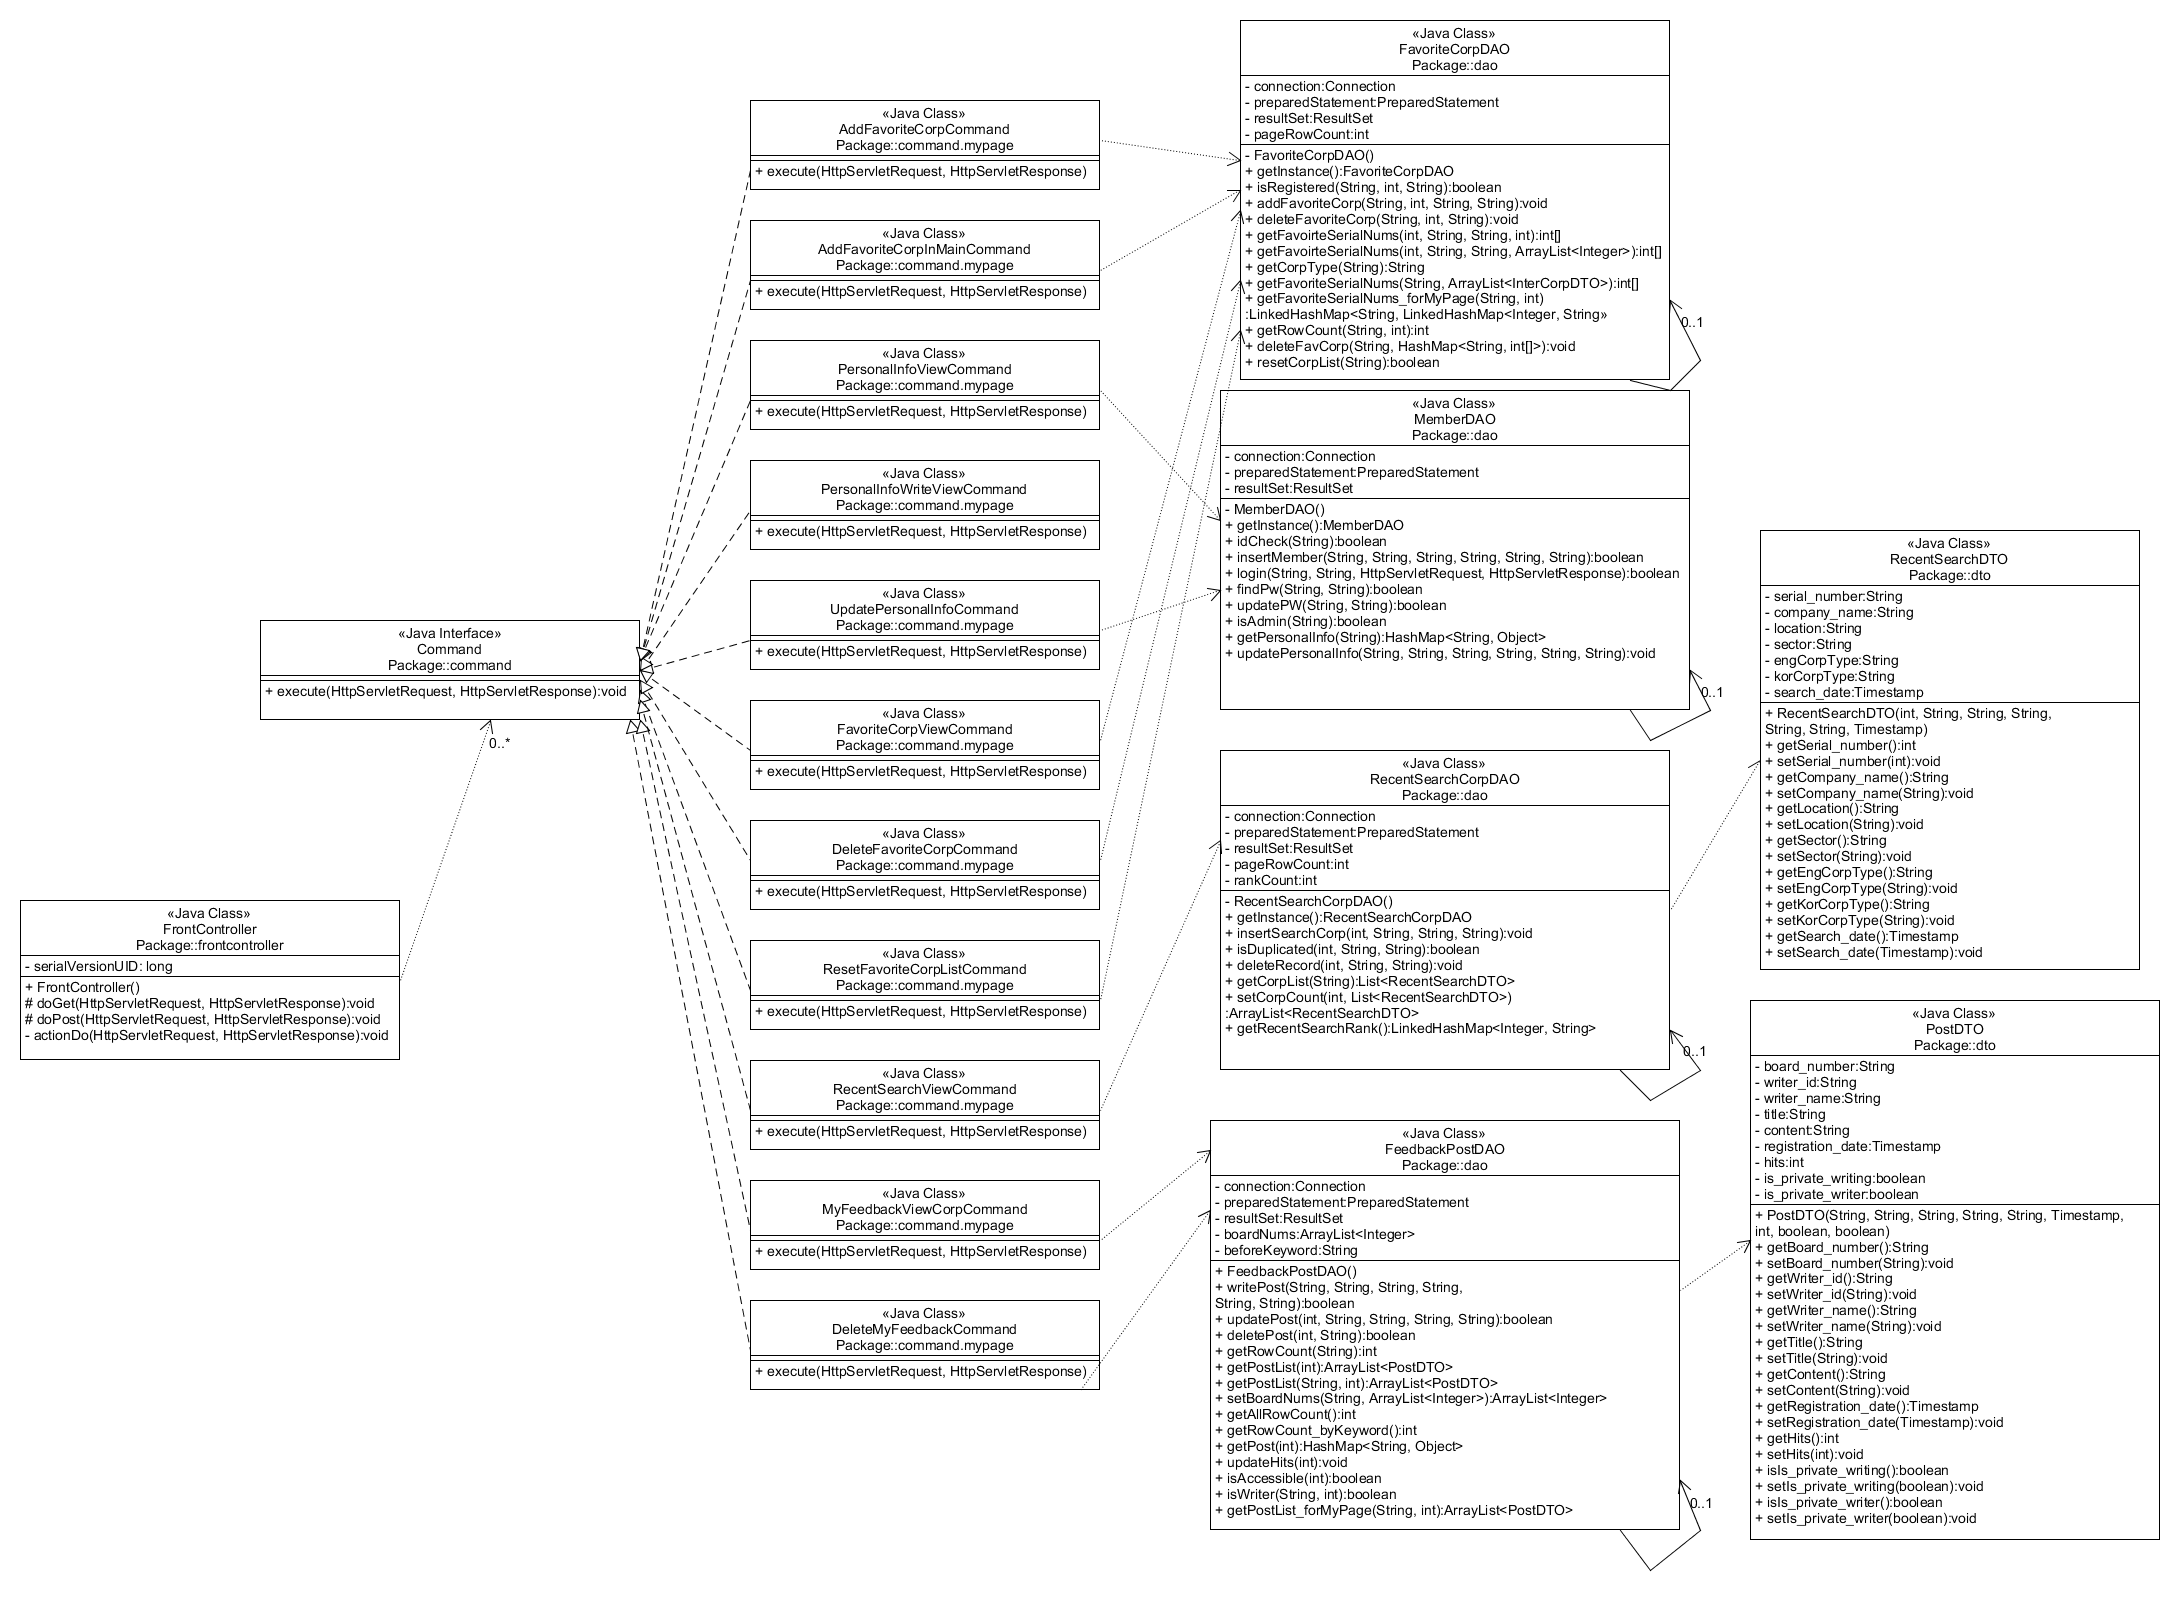 «Java Class»
FavoriteCorpDAO
Package::dao
- connection:Connection
- preparedStatement:PreparedStatement
- resultSet:ResultSet
- pageRowCount:int
- FavoriteCorpDAO()
+ getInstance():FavoriteCorpDAO
+ isRegistered(String, int, String):boolean
+ addFavoriteCorp(String, int, String, String):void
+ deleteFavoriteCorp(String, int, String):void
+ getFavoirteSerialNums(int, String, String, int):int[]
+ getFavoirteSerialNums(int, String, String, ArrayList<Integer>):int[]
+ getCorpType(String):String
+ getFavoriteSerialNums(String, ArrayList<InterCorpDTO>):int[]
+ getFavoriteSerialNums_forMyPage(String, int)
:LinkedHashMap<String, LinkedHashMap<Integer, String»
+ getRowCount(String, int):int
+ deleteFavCorp(String, HashMap<String, int[]>):void
+ resetCorpList(String):boolean
0..1
«Java Class»
AddFavoriteCorpCommand
Package::command.mypage
+ execute(HttpServletRequest, HttpServletResponse)
«Java Class»
AddFavoriteCorpInMainCommand
Package::command.mypage
+ execute(HttpServletRequest, HttpServletResponse)
«Java Class»
PersonalInfoViewCommand
Package::command.mypage
+ execute(HttpServletRequest, HttpServletResponse)
«Java Class»
PersonalInfoWriteViewCommand
Package::command.mypage
+ execute(HttpServletRequest, HttpServletResponse)
«Java Class»
UpdatePersonalInfoCommand
Package::command.mypage
+ execute(HttpServletRequest, HttpServletResponse)
«Java Class»
FavoriteCorpViewCommand
Package::command.mypage
+ execute(HttpServletRequest, HttpServletResponse)
«Java Class»
DeleteFavoriteCorpCommand
Package::command.mypage
+ execute(HttpServletRequest, HttpServletResponse)
«Java Class»
ResetFavoriteCorpListCommand
Package::command.mypage
+ execute(HttpServletRequest, HttpServletResponse)
«Java Class»
RecentSearchViewCommand
Package::command.mypage
+ execute(HttpServletRequest, HttpServletResponse)
«Java Class»
MyFeedbackViewCorpCommand
Package::command.mypage
+ execute(HttpServletRequest, HttpServletResponse)
«Java Class»
DeleteMyFeedbackCommand
Package::command.mypage
+ execute(HttpServletRequest, HttpServletResponse)
«Java Interface»
Command
Package::command
+ execute(HttpServletRequest, HttpServletResponse):void
0..*
«Java Class»
FrontController
Package::frontcontroller
- serialVersionUID: long
+ FrontController()
# doGet(HttpServletRequest, HttpServletResponse):void
# doPost(HttpServletRequest, HttpServletResponse):void
- actionDo(HttpServletRequest, HttpServletResponse):void
«Java Class»
MemberDAO
Package::dao
- connection:Connection
- preparedStatement:PreparedStatement
- resultSet:ResultSet
- MemberDAO()
+ getInstance():MemberDAO
+ idCheck(String):boolean
+ insertMember(String, String, String, String, String, String):boolean
+ login(String, String, HttpServletRequest, HttpServletResponse):boolean
+ findPw(String, String):boolean
+ updatePW(String, String):boolean
+ isAdmin(String):boolean
+ getPersonalInfo(String):HashMap<String, Object>
+ updatePersonalInfo(String, String, String, String, String, String):void
0..1
«Java Class»
RecentSearchCorpDAO
Package::dao
- connection:Connection
- preparedStatement:PreparedStatement
- resultSet:ResultSet
- pageRowCount:int
- rankCount:int
- RecentSearchCorpDAO()
+ getInstance():RecentSearchCorpDAO
+ insertSearchCorp(int, String, String, String):void
+ isDuplicated(int, String, String):boolean
+ deleteRecord(int, String, String):void
+ getCorpList(String):List<RecentSearchDTO>
+ setCorpCount(int, List<RecentSearchDTO>)
:ArrayList<RecentSearchDTO>
+ getRecentSearchRank():LinkedHashMap<Integer, String>
0..1
«Java Class»
FeedbackPostDAO
Package::dao
- connection:Connection
- preparedStatement:PreparedStatement
- resultSet:ResultSet
- boardNums:ArrayList<Integer>
- beforeKeyword:String
+ FeedbackPostDAO()
+ writePost(String, String, String, String,
String, String):boolean
+ updatePost(int, String, String, String, String):boolean
+ deletePost(int, String):boolean
+ getRowCount(String):int
+ getPostList(int):ArrayList<PostDTO>
+ getPostList(String, int):ArrayList<PostDTO>
+ setBoardNums(String, ArrayList<Integer>):ArrayList<Integer>
+ getAllRowCount():int
+ getRowCount_byKeyword():int
+ getPost(int):HashMap<String, Object>
+ updateHits(int):void
+ isAccessible(int):boolean
+ isWriter(String, int):boolean
+ getPostList_forMyPage(String, int):ArrayList<PostDTO>
0..1
«Java Class»
RecentSearchDTO
Package::dto
- serial_number:String
- company_name:String
- location:String
- sector:String
- engCorpType:String
- korCorpType:String
- search_date:Timestamp
+ RecentSearchDTO(int, String, String, String,
String, String, Timestamp)
+ getSerial_number():int
+ setSerial_number(int):void
+ getCompany_name():String
+ setCompany_name(String):void
+ getLocation():String
+ setLocation(String):void
+ getSector():String
+ setSector(String):void
+ getEngCorpType():String
+ setEngCorpType(String):void
+ getKorCorpType():String
+ setKorCorpType(String):void
+ getSearch_date():Timestamp
+ setSearch_date(Timestamp):void
«Java Class»
PostDTO
Package::dto
- board_number:String
- writer_id:String
- writer_name:String
- title:String
- content:String
- registration_date:Timestamp
- hits:int
- is_private_writing:boolean
- is_private_writer:boolean
+ PostDTO(String, String, String, String, String, Timestamp,
int, boolean, boolean)
+ getBoard_number():String
+ setBoard_number(String):void
+ getWriter_id():String
+ setWriter_id(String):void
+ getWriter_name():String
+ setWriter_name(String):void
+ getTitle():String
+ setTitle(String):void
+ getContent():String
+ setContent(String):void
+ getRegistration_date():Timestamp
+ setRegistration_date(Timestamp):void
+ getHits():int
+ setHits(int):void
+ isIs_private_writing():boolean
+ setIs_private_writing(boolean):void
+ isIs_private_writer():boolean
+ setIs_private_writer(boolean):void